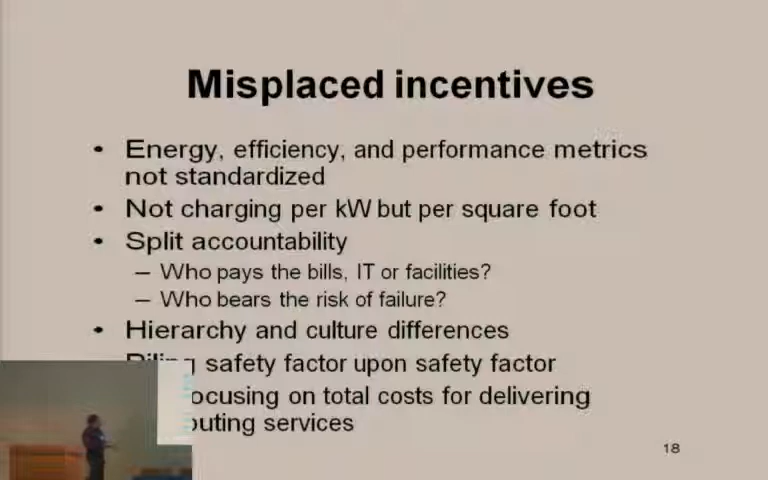 Misplaced incentives
• Energy, efficiency, and performance metrics
not standardized
• Not charging per kW but per square foot
• Split accountability
– Who pays the bills, IT or facilities?
– Who bears the risk of failure?
• Hierarchy and culture differences
safety factor upon safety factor
ocusing on total costs for delivering
outing services
18